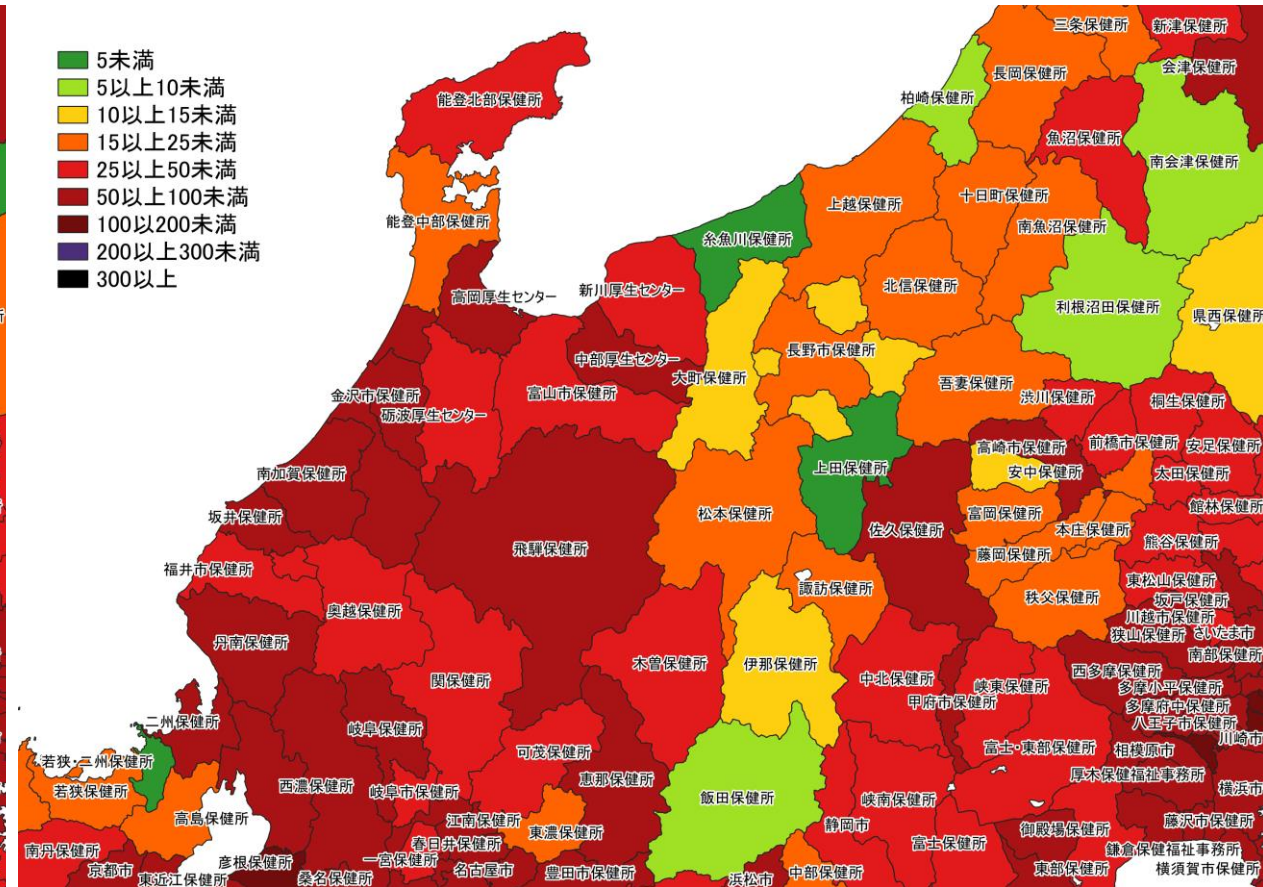 5未満
5以上10未満
10以上15未満
15以上25未満
25以上50未満
50以上100未満
100以200未満
200以上300未満
300以上
三条保健所
新津保健所
会津保健所
長岡保健所
柏崎保健所
能登北部保健所
魚沼保健所
南会津保健所
十日町保健所
上越保健所
能登中部保健所
南魚沼保健所
糸魚川保健所
北信保健所
新川厚生センター
高岡厚生センター
利根沼田保健所
県西保健所
長野市保健所
中部厚生センター
大町保健所
吾妻保健所
富山市保健所
金沢市保健所
渋川保健所
桐生保健所
砺波厚生センター
前橋市保健所
安足保健所
高崎市保健所
南加賀保健所
上田保健所
安中保健所
太田保健所
館林保健所
松本保健所
富岡保健所
坂井保健所
佐久保健所
本庄保健所
飛騨保健所
熊谷保健所
藤岡保健所
福井市保健所
東松山保健所
諏訪保健所
秩父保健所
坂戸保健所
奥越保健所
川越市保健所
狭山保健所
さいたま市
丹南保健所
南部保健所
木曽保健所
伊那保健所
西多摩保健所
関保健所
中北保健所
峡東保健所
多摩小平保健所
甲府市保健所
多摩府中保健所
二州保健所
岐阜保健所
八王子市保健所
川崎市
可茂保健所
富士・東部保健所
相模原市
若狭・二州保健所
恵那保健所
厚木保健福祉事務所
西濃保健所
若狭保健所
岐阜市保健所
飯田保健所
峡南保健所
横浜市
高島保健所
江南保健所
静岡市
藤沢市保健所
東濃保健所
御殿場保健所
春日井保健所
富士保健所
南丹保健所
鎌倉保健福祉事務所
彦根保健所
一宮保健所
京都市
名古屋市
豊田市保健所
中部保健所
東部保健所
横須賀市保健所
東近江保健所
桑名保健所
浜松市